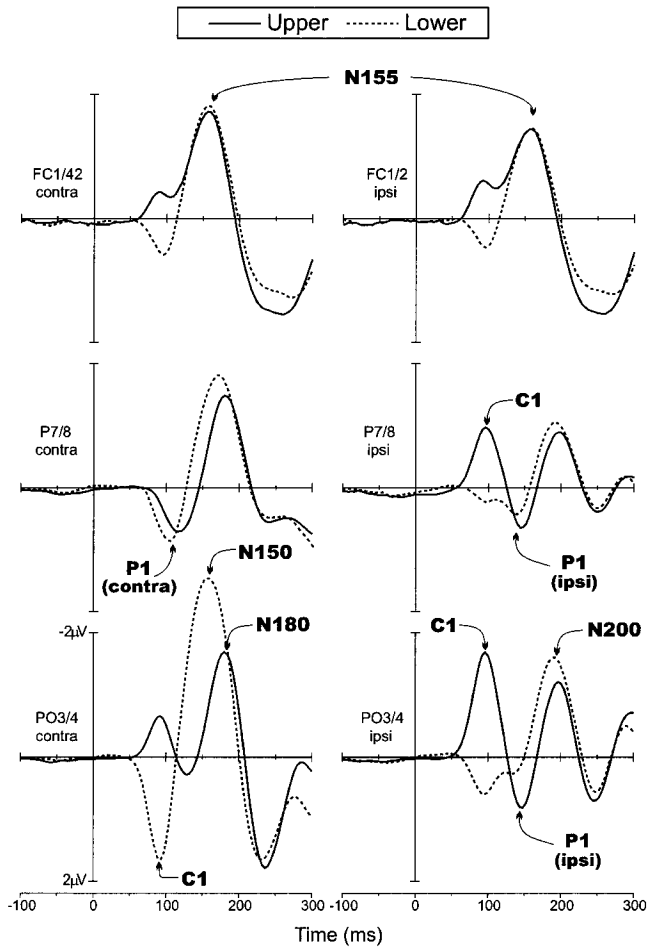 Upper Lower
N155
FC1/42
contra
FC1/2
ipsi
C1
P7/8
contra
P7/8
ipsi
P1
(contra)
N150
P1
(ipsi)
-2μV
N180
C1
N200
PO3/4
contra
PO3/4
ipsi
P1
(ipsi)
2μV
C1
-100 0 100 200 300 -100 0 100 200 300
Time (ms)